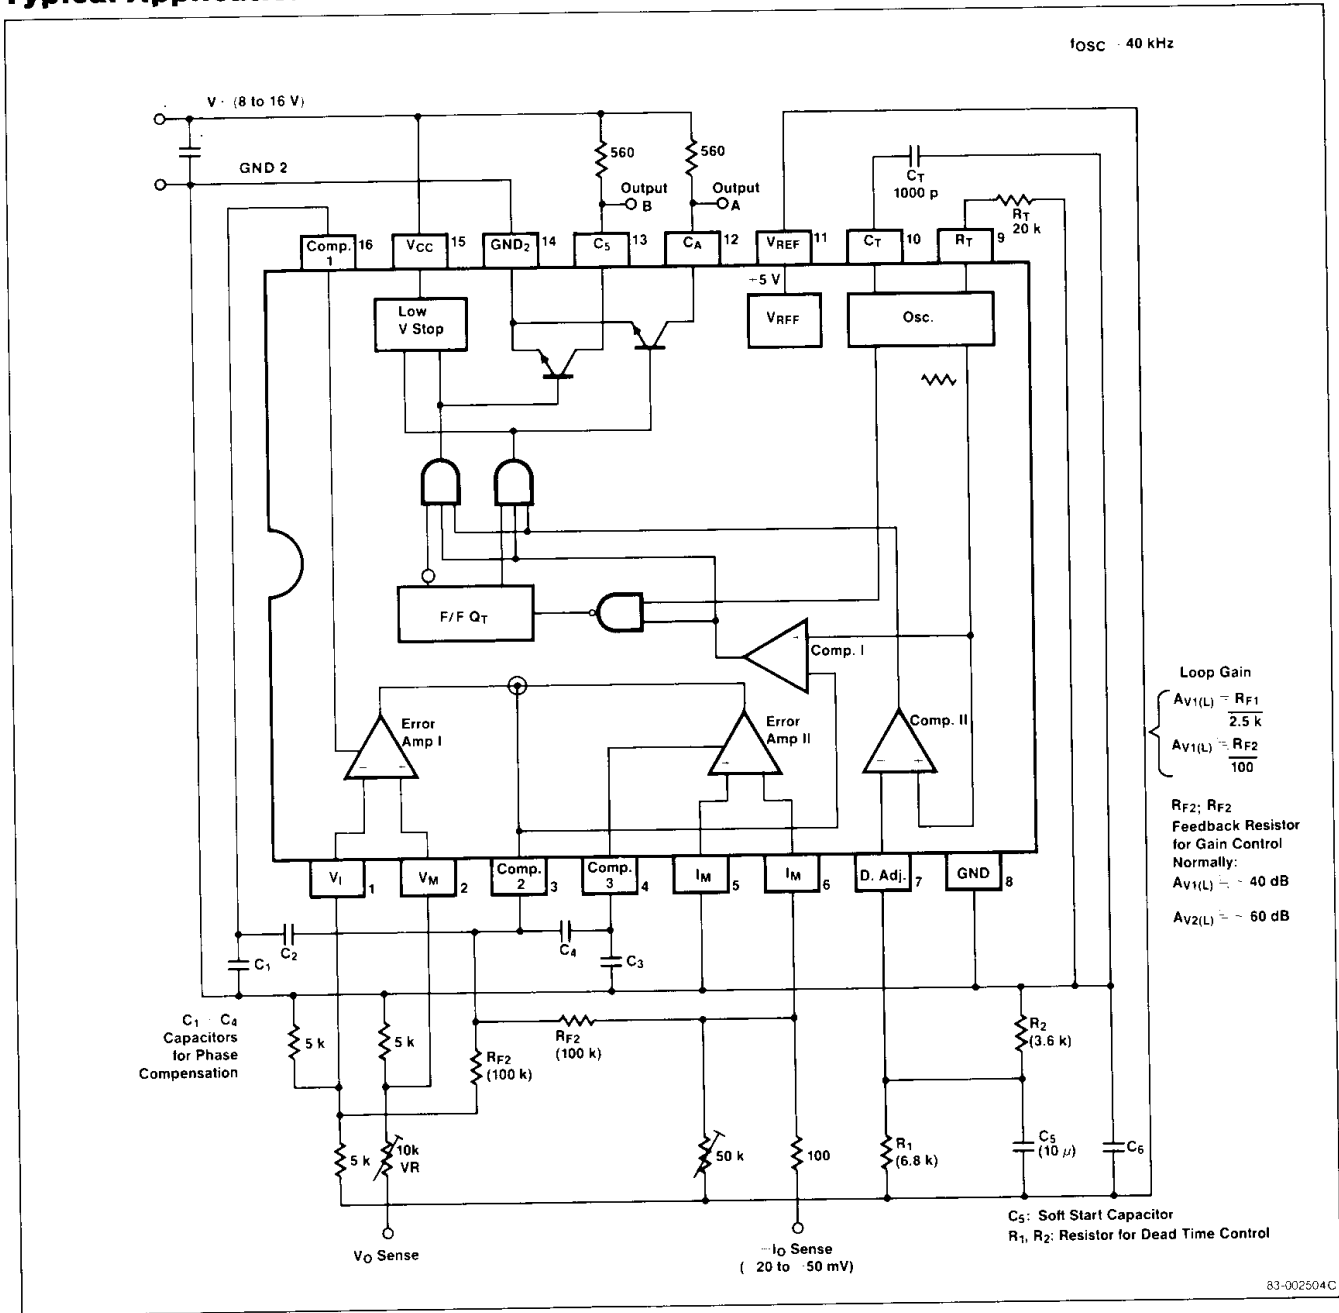 fOSC - 40 kHz
V · (8 to 16 V)
GND 2
560
560
Output
B
Output
A
CT
1000 p
RT
20 k
Comp.
1
16
VCC
15
GND2
14
C5
13
CA
12
VREF
11
CT
10
RT
9
+5 V
Low
V Stop
VRFF
Osc.
F/F QT
Comp. I
Error
Amp I
Error
Amp II
Comp. II
Loop Gain
AV1(L) = RF1
2.5 k
AV1(L) = RF2
100
RF2; RF2
Feedback Resistor
for Gain Control
Normally:
AV1(L) = - 40 dB
AV2(L) = - 60 dB
VI
1
VM
2
Comp.
2
3
Comp.
3
4
IM
5
IM
6
D. Adj.
7
GND
8
C2
C4
C1
C3
C1 - C4
Capacitors
for Phase
Compensation
5 k
5 k
RF2
(100 k)
RF2
(100 k)
R2
(3.6 k)
5 k
10k
VR
50 k
100
R1
(6.8 k)
C5
(10 μ)
C6
VO Sense
-IO Sense
( 20 to -50 mV)
C5: Soft Start Capacitor
R1, R2: Resistor for Dead Time Control
83-002504C